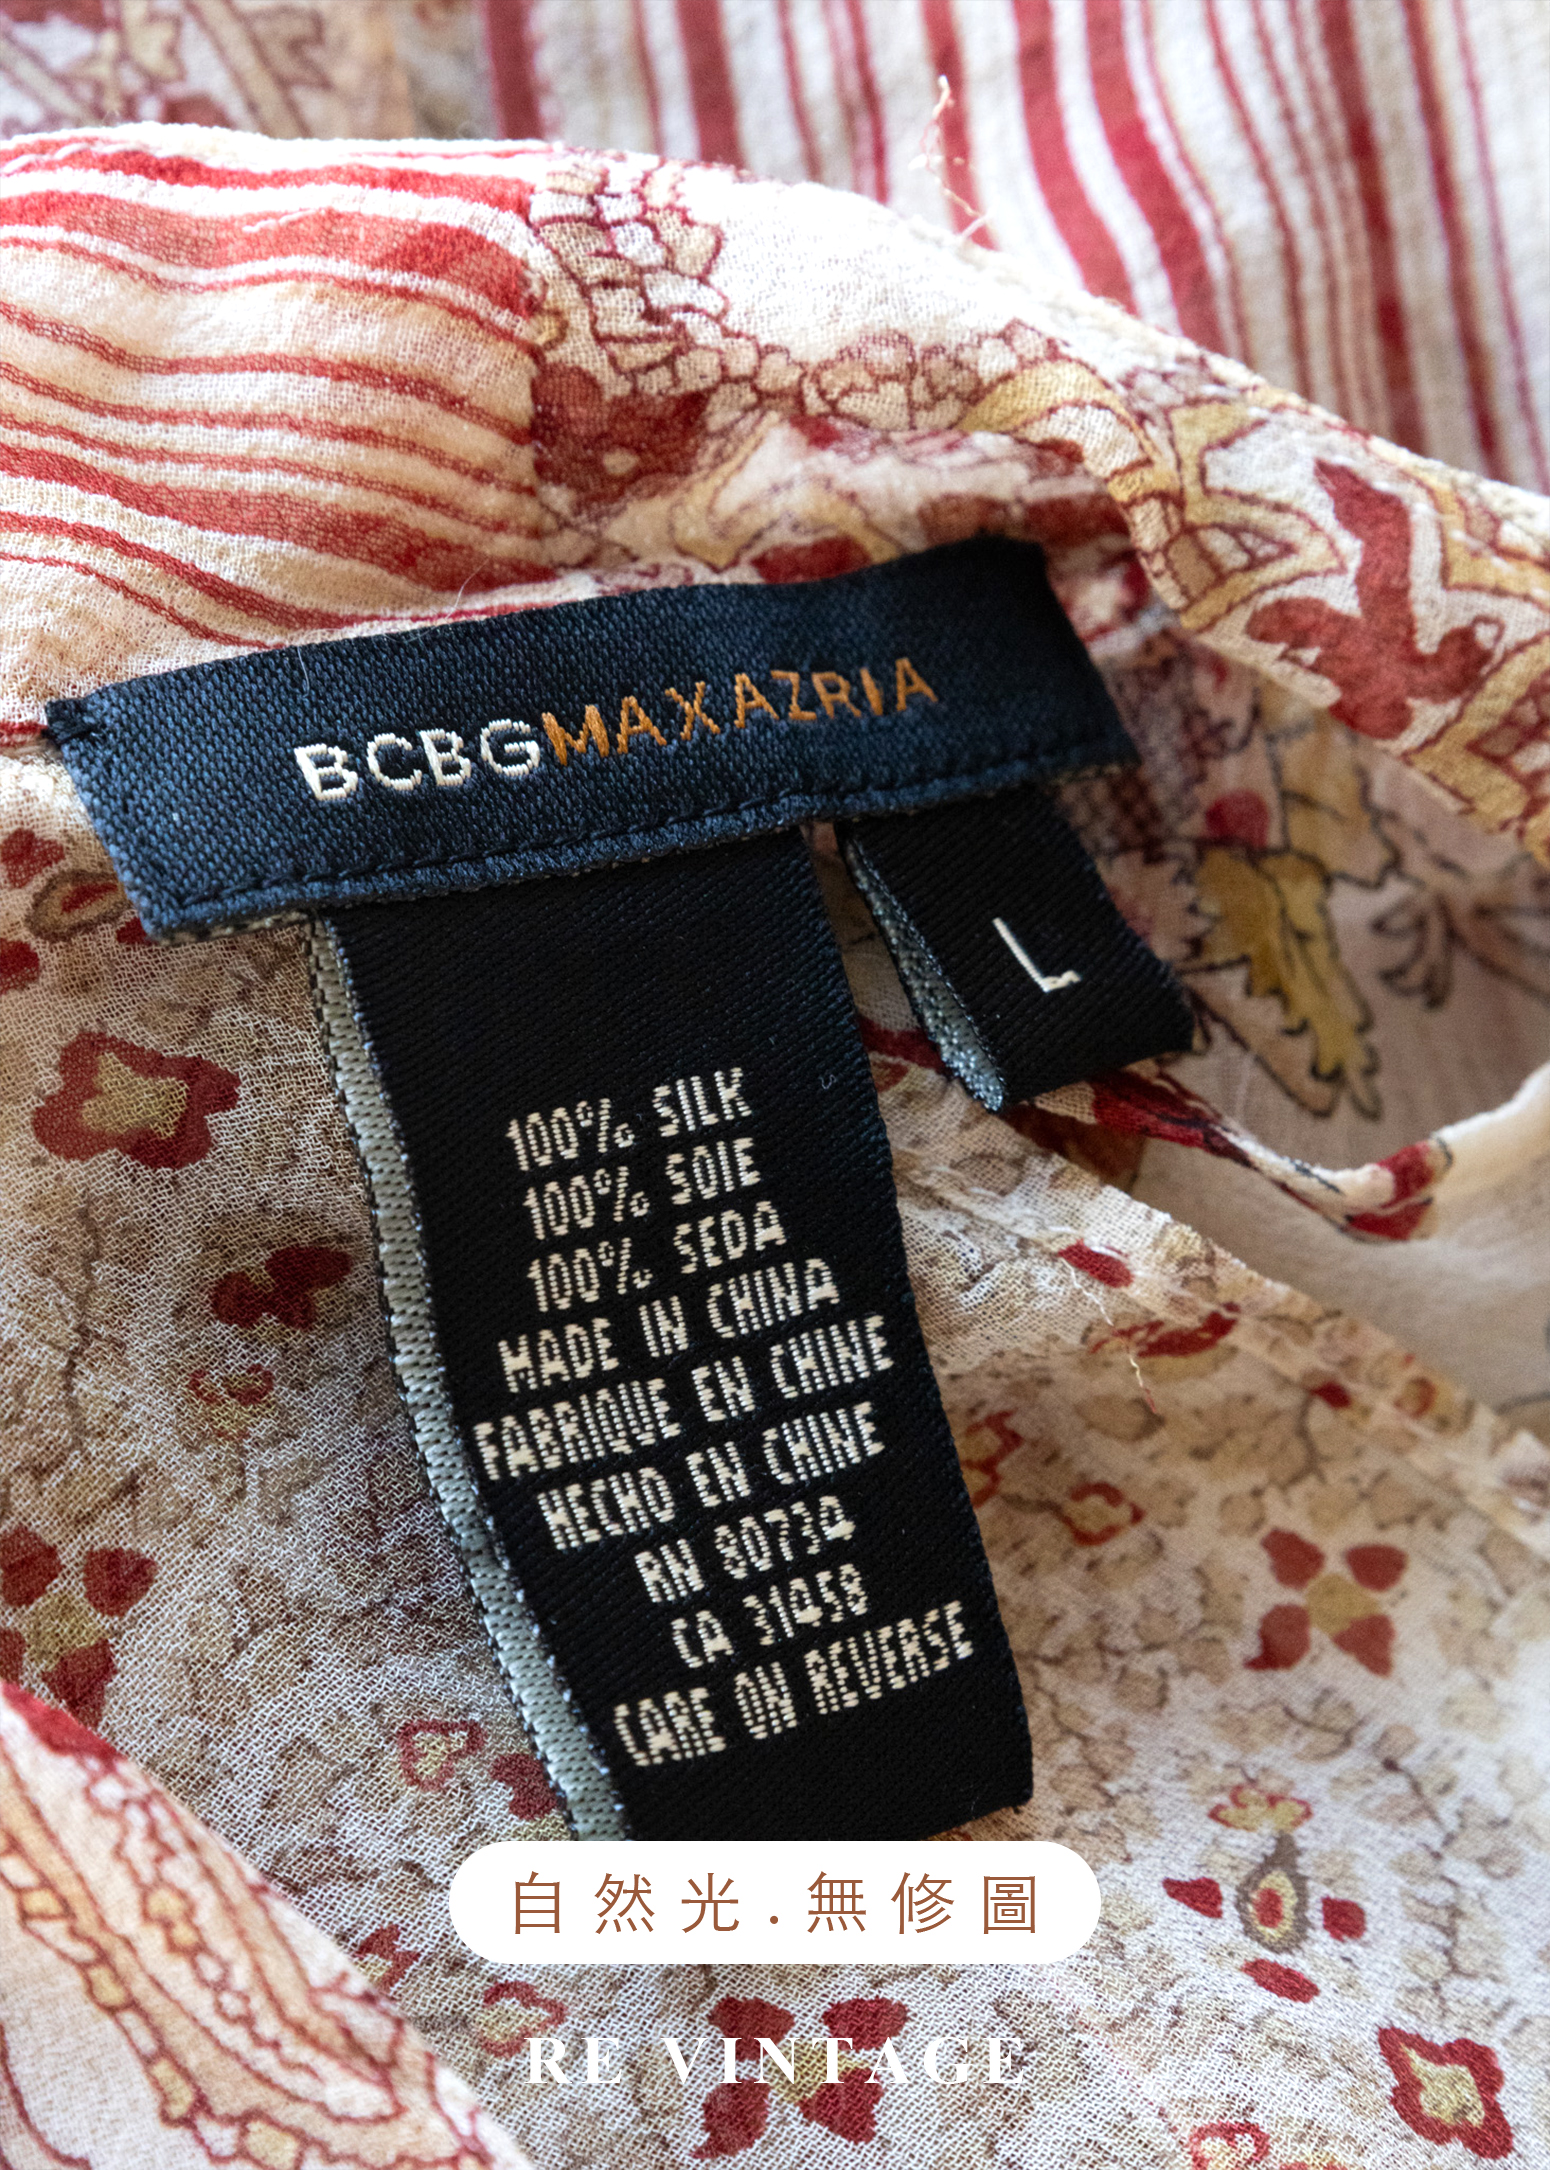 BCBGMAXAZRIA
L
100% SILK
100% SOIE
100% SEDA
MADE IN CHINA
FABRIQUE EN CHINE
HECHO EN CHINE
RN 80734
CA 31458
CARE ON REVERSE
自然光.無修圖
RE VINTAGE